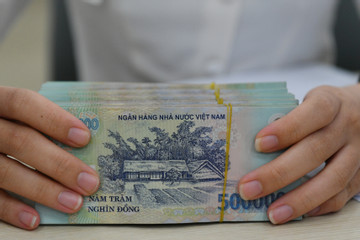 NGÂN HÀNG NHÀ NƯỚC VIỆT NAM
NĂM TRĂM
NGHÌN ĐỒNG
500000